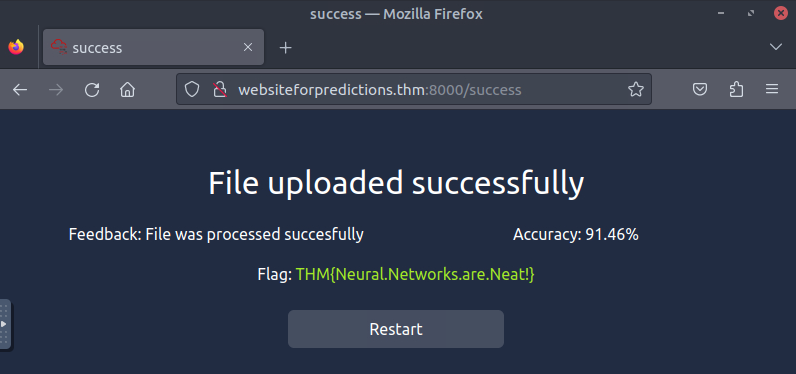 success — Mozilla Firefox
success
websiteforpredictions.thm:8000/success
File uploaded successfully
Feedback: File was processed succesfully Accuracy: 91.46%
Flag: THM{Neural.Networks.are.Neat!}
Restart